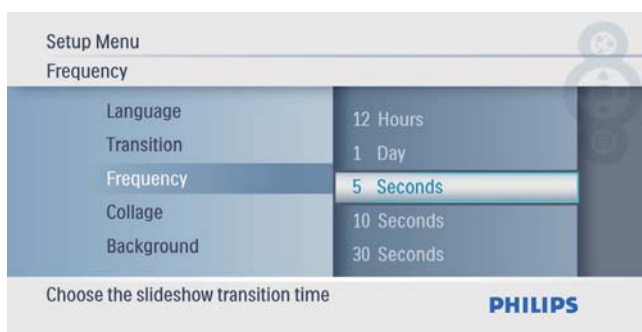 Setup Menu
Frequency
Language
Transition
Frequency
Collage
Background
12 Hours
1 Day
5 Seconds
10 Seconds
30 Seconds
Choose the slideshow transition time
PHILIPS